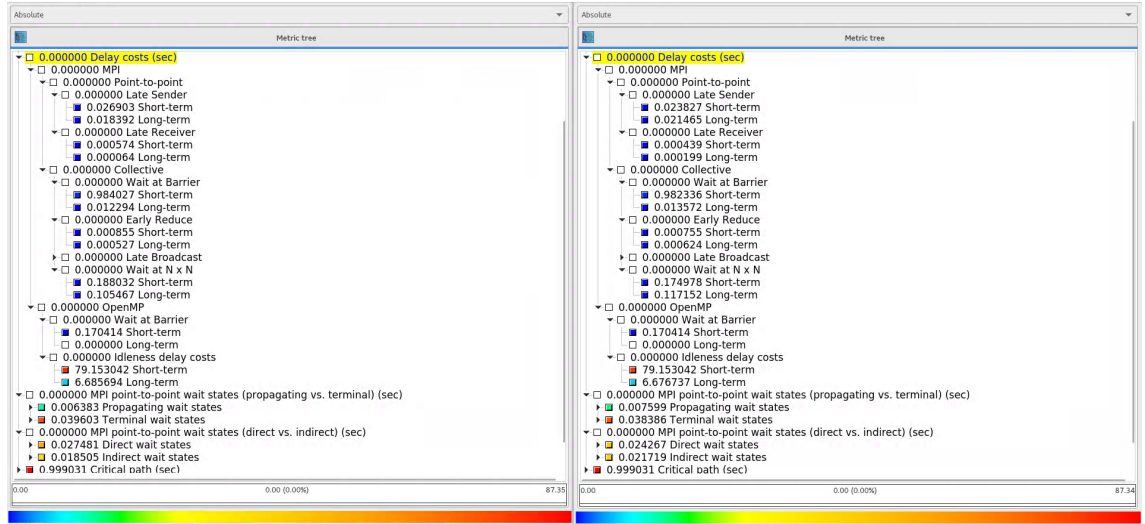 Absolute
Metric tree
0.000000 Delay costs (sec)
0.000000 MPI
0.000000 Point-to-point
0.000000 Late Sender
0.026903 Short-term
0.018392 Long-term
0.000000 Late Receiver
0.000574 Short-term
0.000064 Long-term
0.000000 Collective
0.000000 Wait at Barrier
0.984027 Short-term
0.012294 Long-term
0.000000 Early Reduce
0.000855 Short-term
0.000527 Long-term
0.000000 Late Broadcast
0.000000 Wait at N x N
0.188032 Short-term
0.105467 Long-term
0.000000 OpenMP
0.000000 Wait at Barrier
0.170414 Short-term
0.000000 Long-term
0.000000 Idleness delay costs
79.153042 Short-term
6.685694 Long-term
0.000000 MPI point-to-point wait states (propagating vs. terminal) (sec)
0.006383 Propagating wait states
0.039603 Terminal wait states
0.000000 MPI point-to-point wait states (direct vs. indirect) (sec)
0.027481 Direct wait states
0.018505 Indirect wait states
0.999031 Critical path (sec)
0.00 0.00 (0.00%) 87.35
Absolute
Metric tree
0.000000 Delay costs (sec)
0.000000 MPI
0.000000 Point-to-point
0.000000 Late Sender
0.023827 Short-term
0.021465 Long-term
0.000000 Late Receiver
0.000439 Short-term
0.000199 Long-term
0.000000 Collective
0.000000 Wait at Barrier
0.982336 Short-term
0.013572 Long-term
0.000000 Early Reduce
0.000755 Short-term
0.000624 Long-term
0.000000 Late Broadcast
0.000000 Wait at N x N
0.174978 Short-term
0.117152 Long-term
0.000000 OpenMP
0.000000 Wait at Barrier
0.170414 Short-term
0.000000 Long-term
0.000000 Idleness delay costs
79.153042 Short-term
6.676737 Long-term
0.000000 MPI point-to-point wait states (propagating vs. terminal) (sec)
0.007599 Propagating wait states
0.038386 Terminal wait states
0.000000 MPI point-to-point wait states (direct vs. indirect) (sec)
0.024267 Direct wait states
0.021719 Indirect wait states
0.999031 Critical path (sec)
0.00 0.00 (0.00%) 87.34